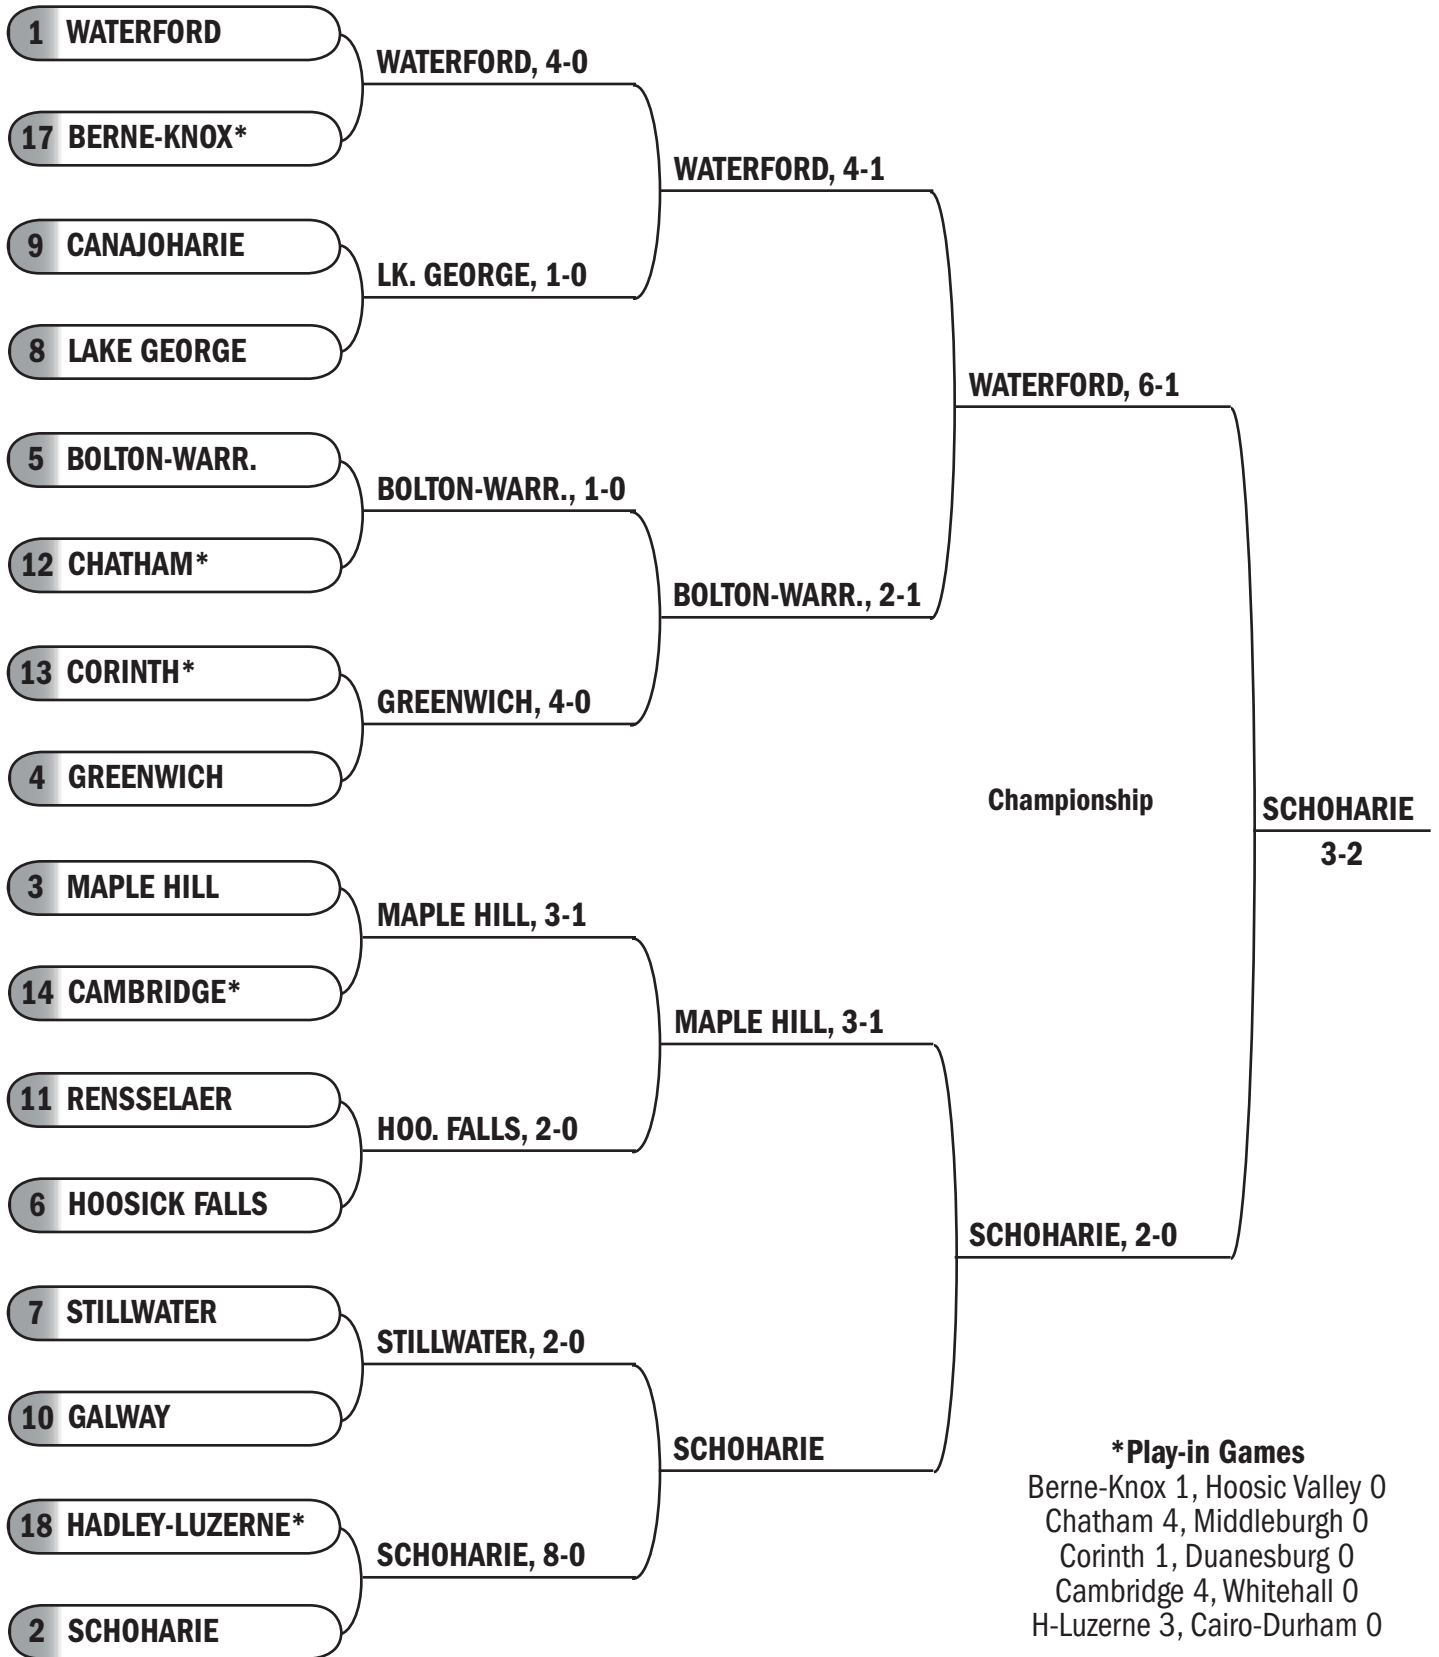 1 WATERFORD
17 BERNE-KNOX*
9 CANAJOHARIE
8 LAKE GEORGE
5 BOLTON-WARR.
12 CHATHAM*
13 CORINTH*
4 GREENWICH
3 MAPLE HILL
14 CAMBRIDGE*
11 RENSSELAER
6 HOOSICK FALLS
7 STILLWATER
10 GALWAY
18 HADLEY-LUZERNE*
2 SCHOHARIE
WATERFORD, 4-0
LK. GEORGE, 1-0
BOLTON-WARR., 1-0
GREENWICH, 4-0
MAPLE HILL, 3-1
HOO. FALLS, 2-0
STILLWATER, 2-0
SCHOHARIE, 8-0
WATERFORD, 4-1
BOLTON-WARR., 2-1
MAPLE HILL, 3-1
SCHOHARIE
WATERFORD, 6-1
SCHOHARIE, 2-0
Championship
SCHOHARIE
3-2
*Play-in Games
Berne-Knox 1, Hoosic Valley 0
Chatham 4, Middleburgh 0
Corinth 1, Duanesburg 0
Cambridge 4, Whitehall 0
H-Luzerne 3, Cairo-Durham 0